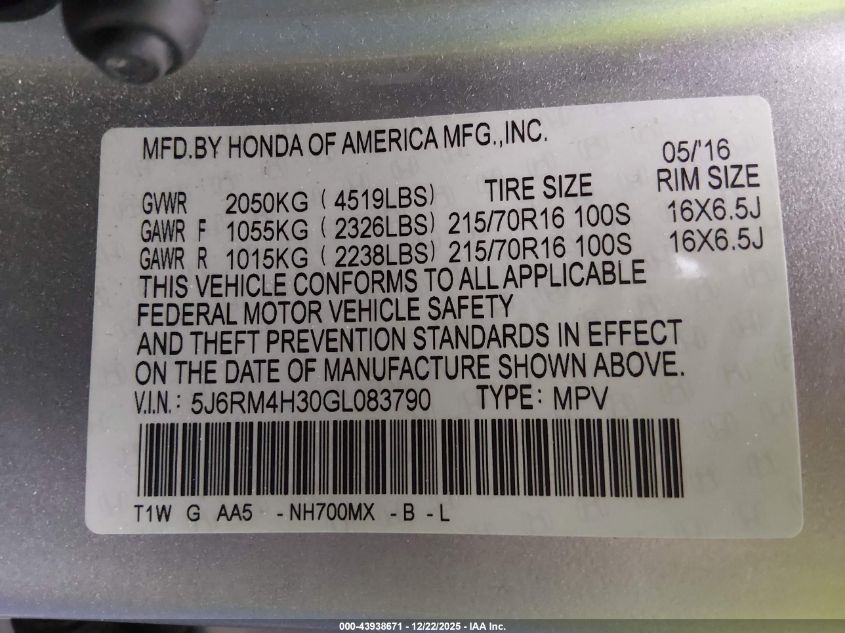 MFD.BY HONDA OF AMERICA MFG.,INC.
05/'16
GVWR 2050KG ( 4519LBS) TIRE SIZE RIM SIZE
GAWR F 1055KG ( 2326LBS) 215/70R16 100S 16X6.5J
GAWR R 1015KG ( 2238LBS) 215/70R16 100S 16X6.5J
THIS VEHICLE CONFORMS TO ALL APPLICABLE
FEDERAL MOTOR VEHICLE SAFETY
AND THEFT PREVENTION STANDARDS IN EFFECT
ON THE DATE OF MANUFACTURE SHOWN ABOVE.
V.I.N.: 5J6RM4H30GL083790 TYPE: MPV
T1W G AA5 -NH700MX -B -L
000-43938671 - 12/22/2025 - IAA Inc.